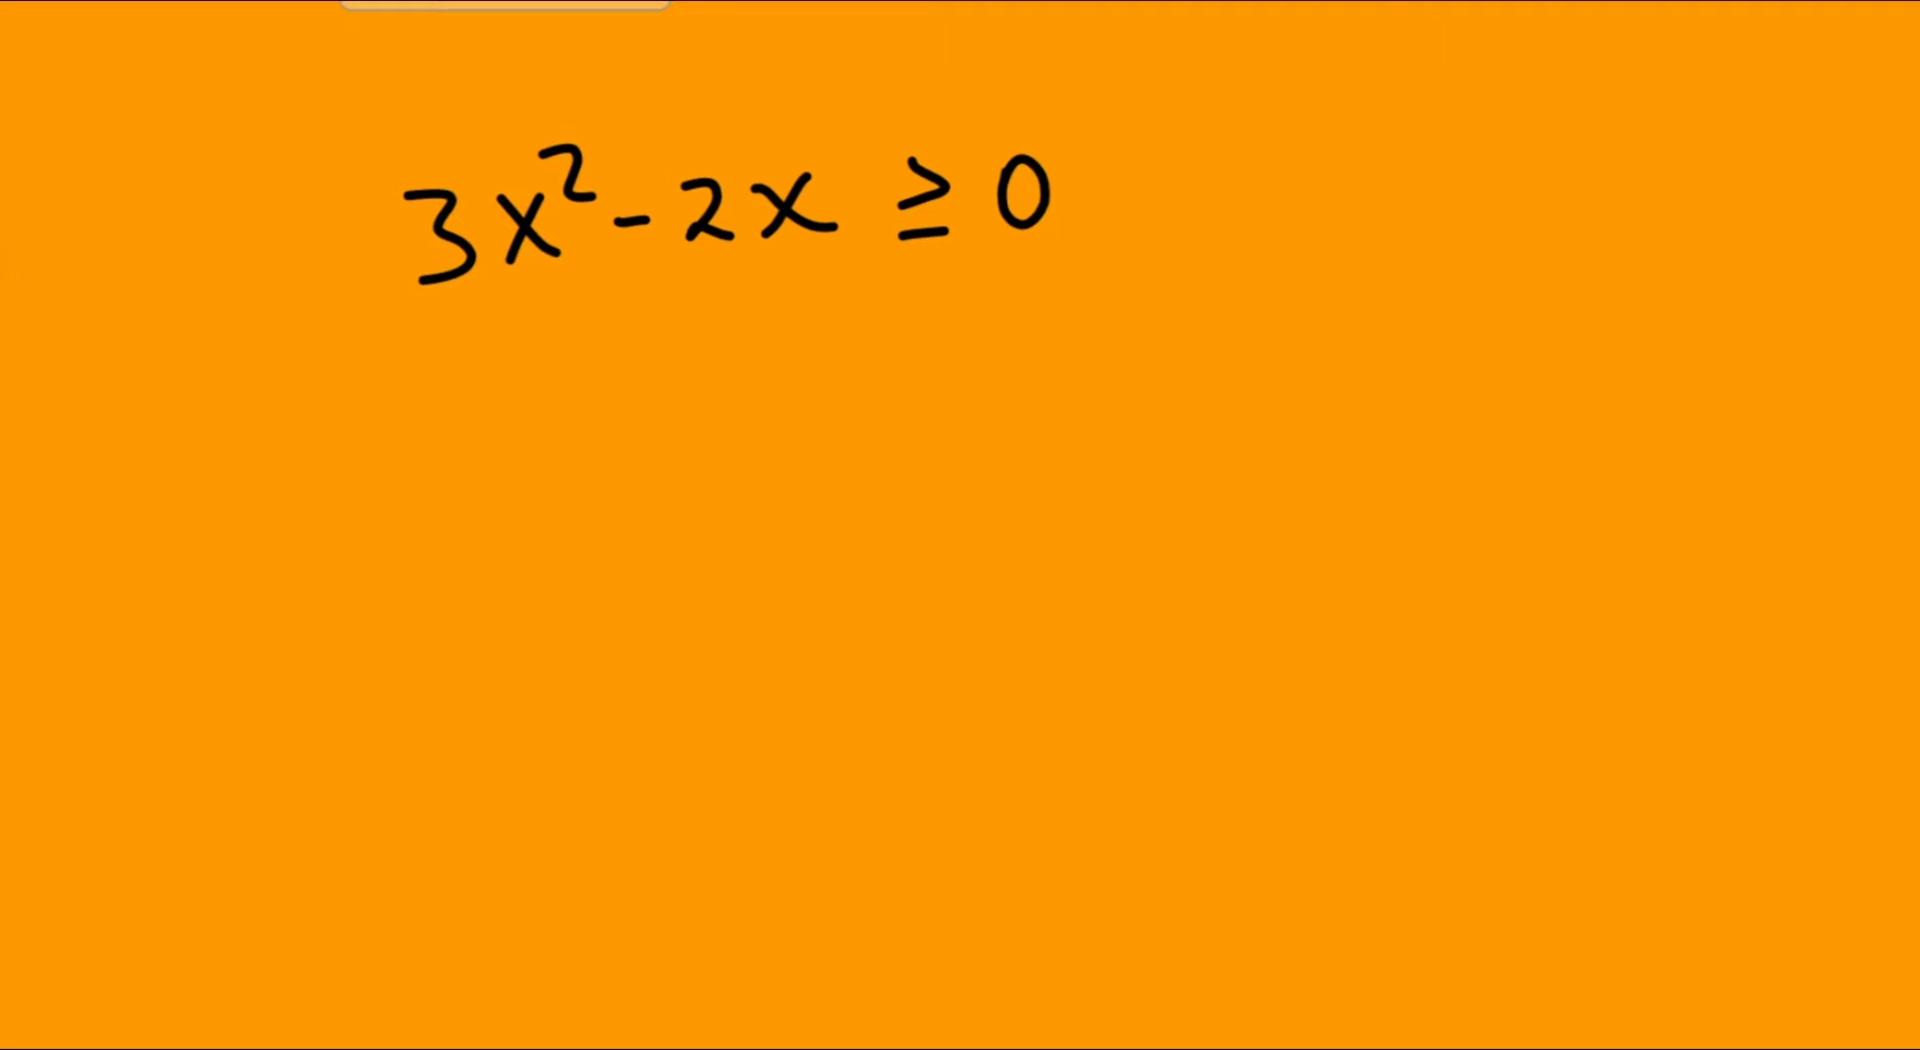 3x² - 2x ≥ 0